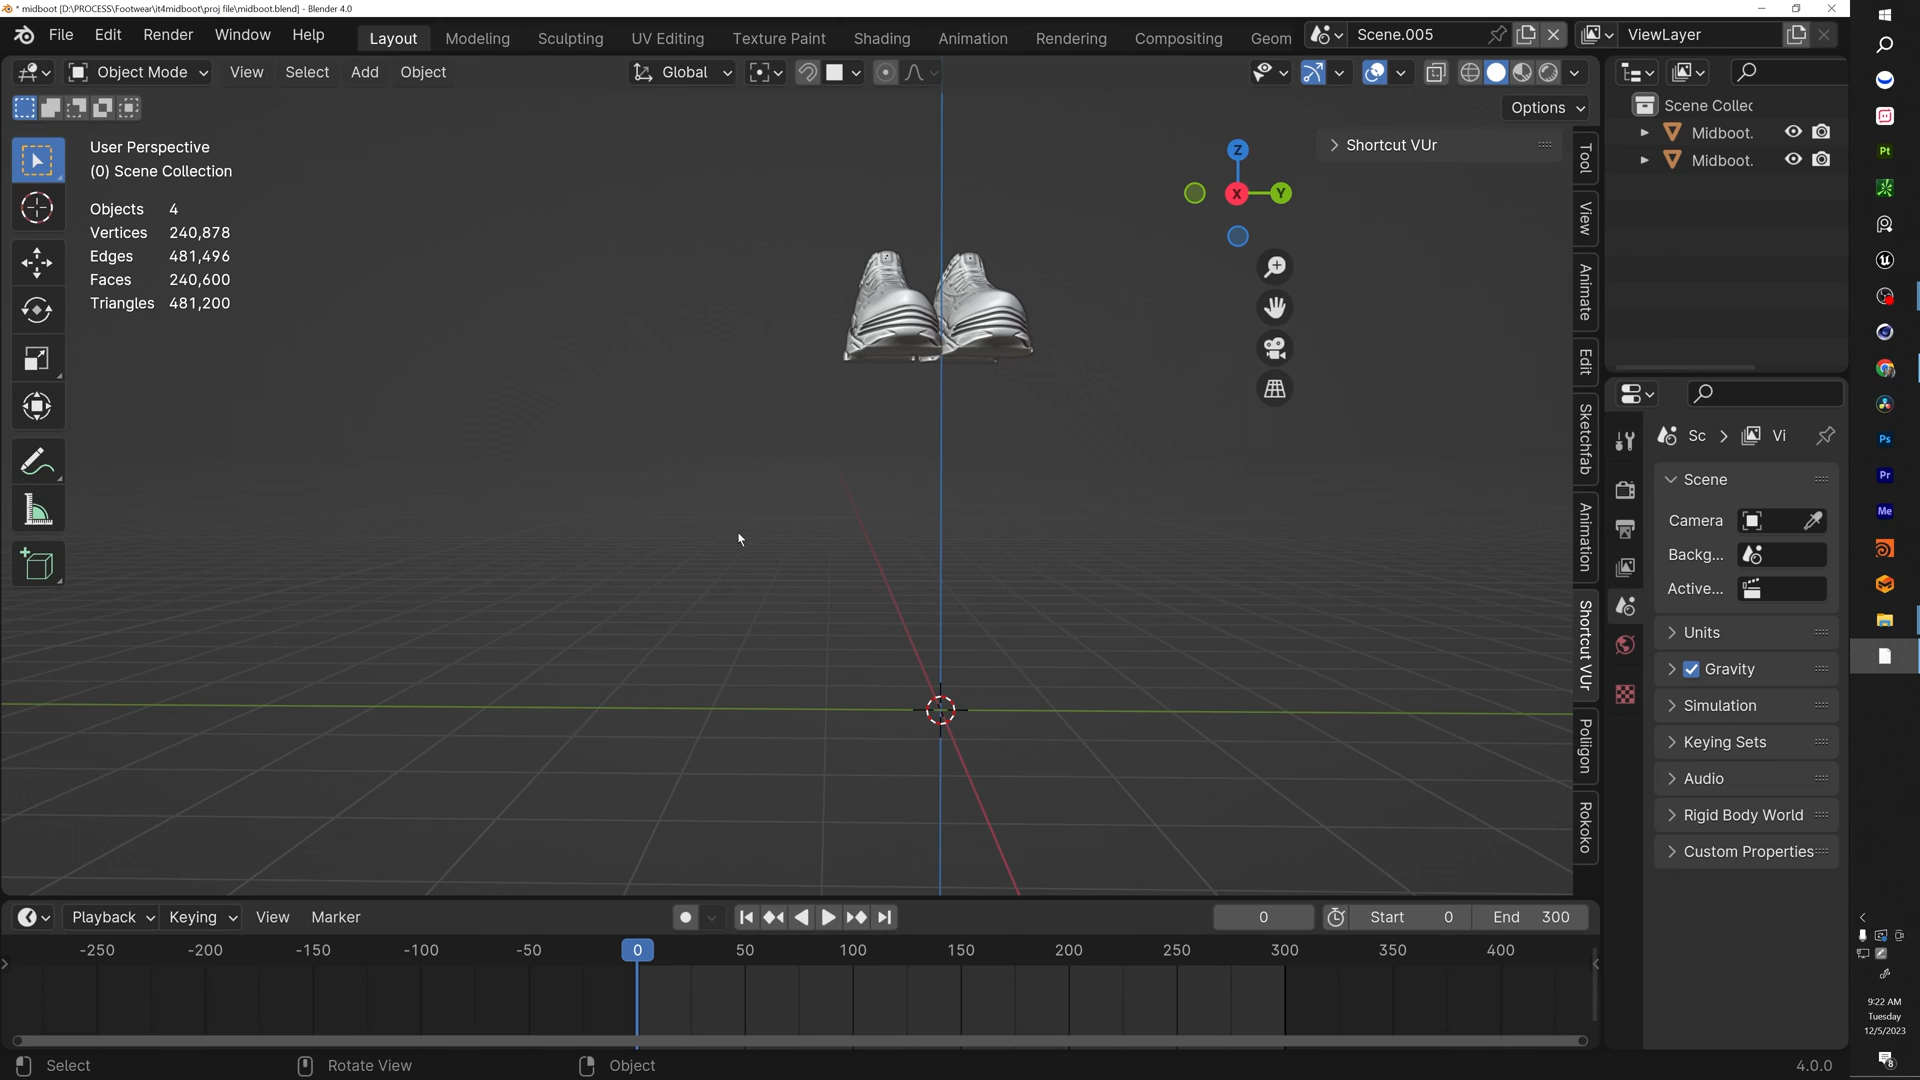 * midboot [D:\PROCESS\Footwear\it4midboot\proj file\midboot.blend] - Blender 4.0
File Edit Render Window Help Layout Modeling Sculpting UV Editing Texture Paint Shading Animation Rendering Compositing Geom Scene.005 ViewLayer
Object Mode View Select Add Object Global
Options
User Perspective
(0) Scene Collection
Objects 4
Vertices 240,878
Edges 481,496
Faces 240,600
Triangles 481,200
Z
X
Y
Shortcut VUr
Tool
View
Animate
Edit
Sketchfab
Animation
Shortcut VUr
Poliigon
Rokoko
Scene Collec
Midboot.
Midboot.
Sc Vi
Scene
Camera
Backg...
Active...
Units
Gravity
Simulation
Keying Sets
Audio
Rigid Body World
Custom Properties
Playback Keying View Marker 0 Start 0 End 300
-250 -200 -150 -100 -50 0 50 100 150 200 250 300 350 400
Select Rotate View Object 4.0.0
Pt
Ps
Pr
Me
9:22 AM
Tuesday
12/5/2023
8